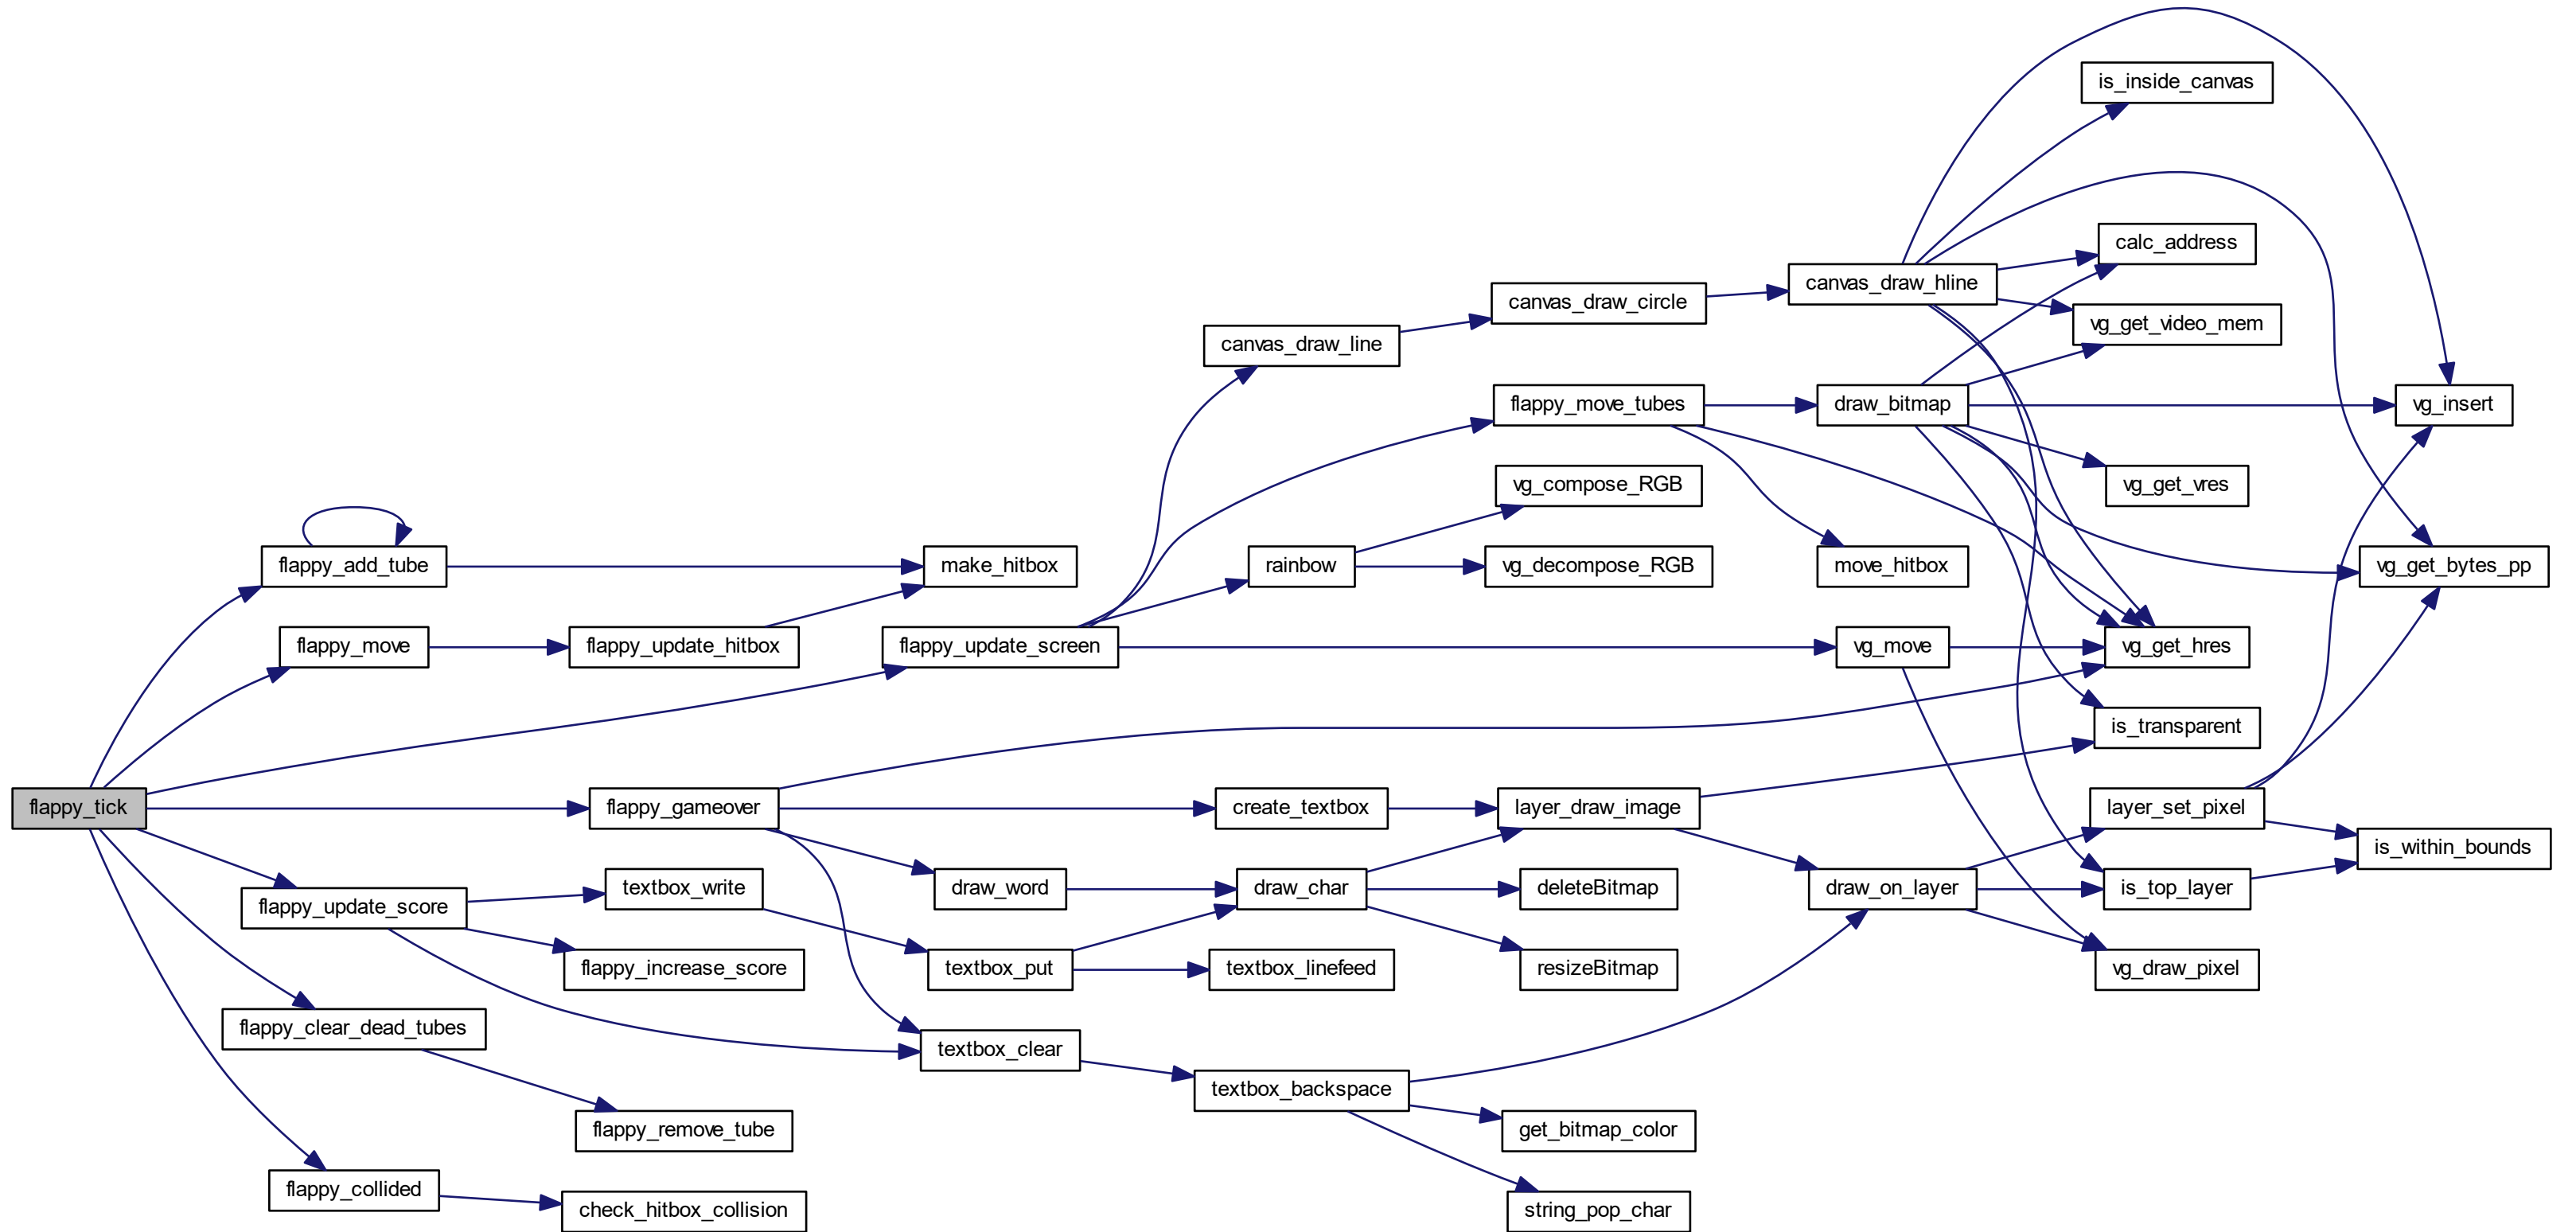 flappy_tick
flappy_add_tube
flappy_move
flappy_update_score
flappy_clear_dead_tubes
flappy_collided
flappy_update_hitbox
flappy_gameover
textbox_write
flappy_increase_score
flappy_remove_tube
check_hitbox_collision
make_hitbox
flappy_update_screen
draw_word
textbox_put
textbox_clear
canvas_draw_line
rainbow
create_textbox
draw_char
textbox_linefeed
textbox_backspace
canvas_draw_circle
flappy_move_tubes
vg_compose_RGB
vg_decompose_RGB
layer_draw_image
deleteBitmap
resizeBitmap
get_bitmap_color
string_pop_char
canvas_draw_hline
draw_bitmap
move_hitbox
vg_move
draw_on_layer
is_inside_canvas
calc_address
vg_get_video_mem
vg_get_vres
vg_get_hres
is_transparent
layer_set_pixel
is_top_layer
vg_draw_pixel
vg_insert
vg_get_bytes_pp
is_within_bounds